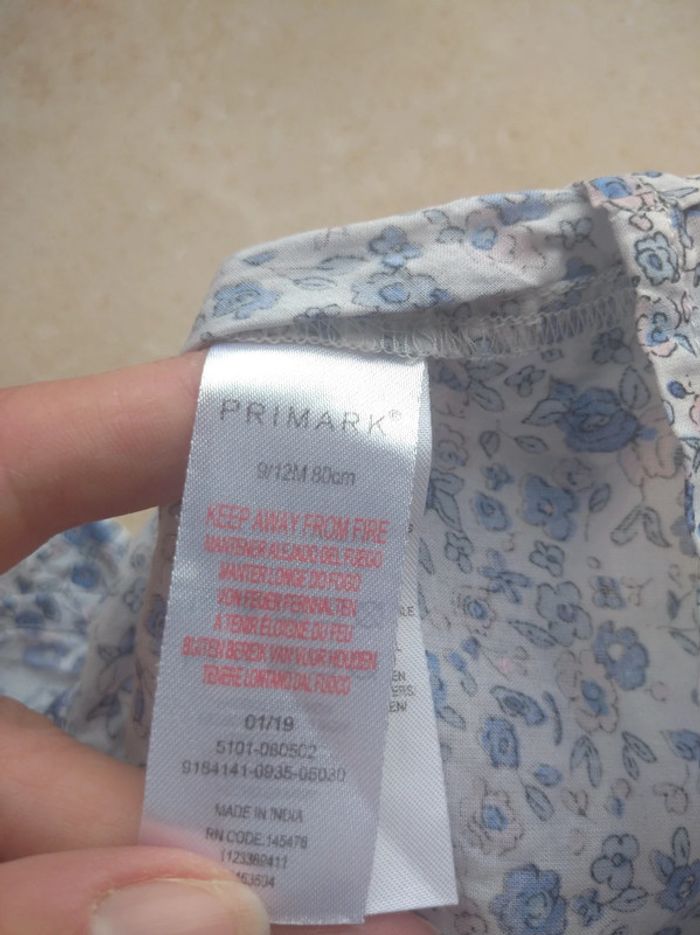 PRIMARK®
9/12M 80cm
KEEP AWAY FROM FIRE
MANTENER ALEJADO DEL FUEGO
MANTER LONGE DO FOGO
VON FEUER FERNHALTEN
A TENIR ÉLOIGNÉ DU FEU
BUITEN BEREIK VAN VUUR HOUDEN
TENERE LONTANO DAL FUOCO
01/19
5101-060502
9184141-0935-05030
MADE IN INDIA
RN CODE:145478